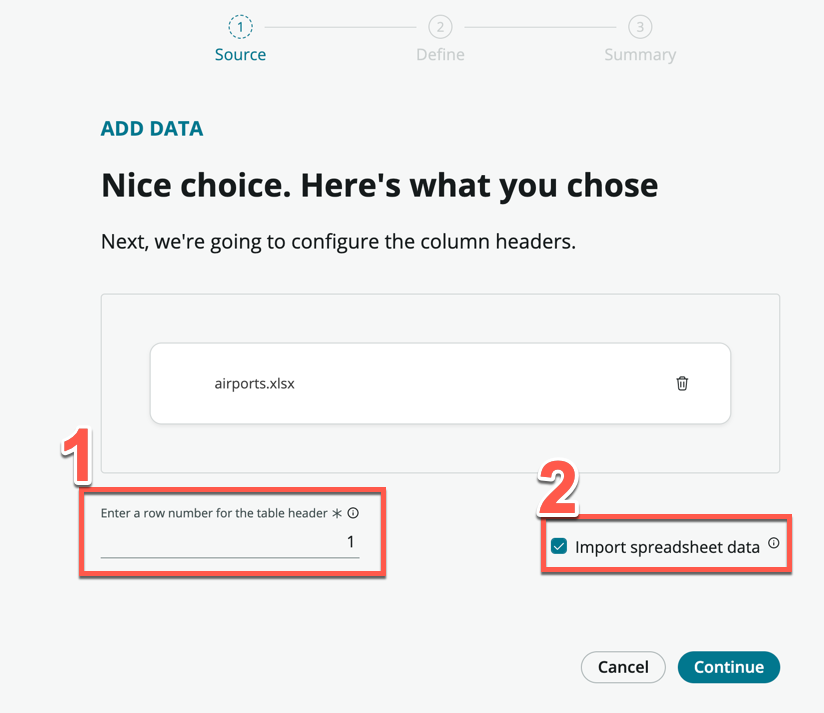 1 2 3
Source Define Summary
ADD DATA
Nice choice. Here's what you chose
Next, we're going to configure the column headers.
airports.xlsx
1
2
Enter a row number for the table header *
1
Import spreadsheet data
Cancel Continue